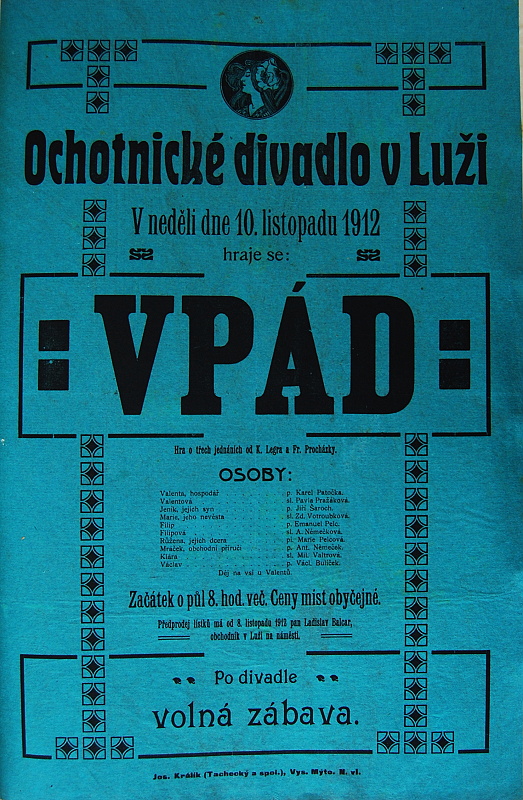 Ochotnické divadlo v Luži
V neděli dne 10. listopadu 1912
hraje se:
VPÁD
Hra o třech jednáních od K. Legra a Fr. Procházky.
OSOBY:
Valenta, hospodář . . . . . . . p. Karel Patočka.
Valentová . . . . . . . sl. Pavla Pražáková.
Jeník, jejich syn . . . . . . . p. Jiří Šaroch.
Marie, jeho nevěsta . . . . . . . sl. Zd. Votroubková.
Filip . . . . . . . p. Emanuel Pelc.
Filipová . . . . . . . sl. A. Němečková.
Růžena, jejich dcera . . . . . . . pí. Marie Pelcová.
Mráček, obchodní příručí . . . . . . . p. Ant. Němeček.
Klára . . . . . . . sl. Mil. Valtrová.
Václav . . . . . . . p. Václ. Bulíček.
Děj na vsi u Valentů.
Začátek o půl 8. hod. več. Ceny míst obyčejné.
Předprodej lístků má od 8. listopadu 1912 pan Ladislav Balcar,
obchodník v Luži na náměstí.
Po divadle
volná zábava.
Jos. Králík (Tachecký a spol.), Vys. Mýto. N. vl.